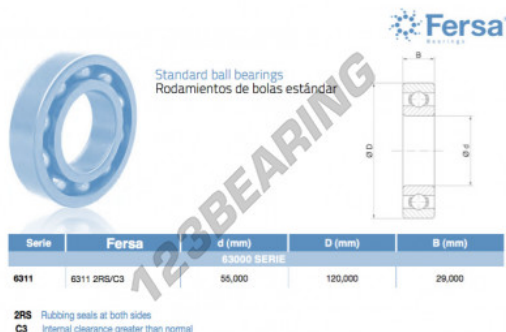 Fersa
Bearings
Standard ball bearings
Rodamientos de bolas estándar
B
Ø D
Ø d
123BEARING
Serie Fersa d (mm) D (mm) B (mm)
63000 SERIE
6311 6311 2RS/C3 55,000 120,000 29,000
2RS Rubbing seals at both sides
C3 Internal clearance greater than normal